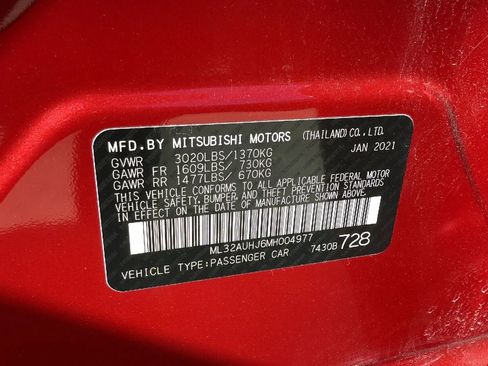 MFD.BY MITSUBISHI MOTORS (THAILAND) CO.,LTD.
GVWR 3020LBS/1370KG JAN 2021
GAWR FR 1609LBS/ 730KG
GAWR RR 1477LBS/ 670KG
THIS VEHICLE CONFORMS TO ALL APPLICABLE FEDERAL MOTOR
VEHICLE SAFETY, BUMPER, AND THEFT PREVENTION STANDARDS
IN EFFECT ON THE DATE OF MANUFACTURE SHOWN ABOVE.
ML32AUHJ6MH004977
VEHICLE TYPE:PASSENGER CAR 7430B 728